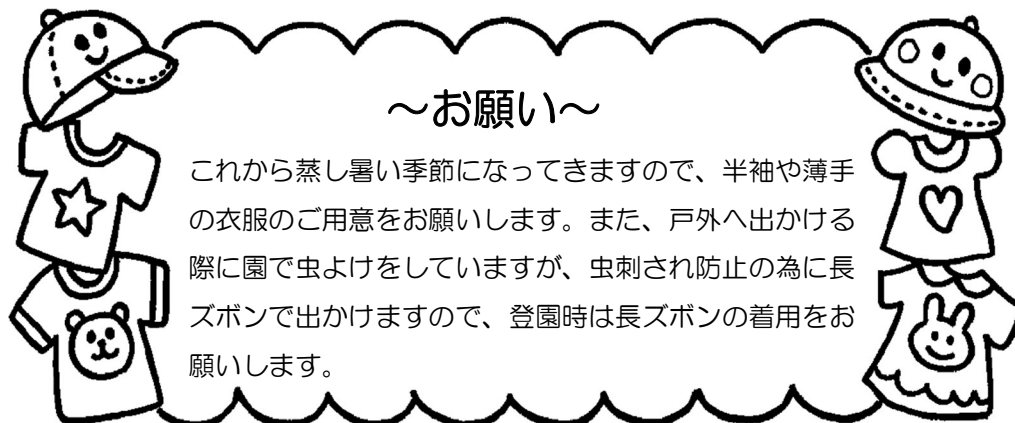 ～お願い～
これから蒸し暑い季節になってきますので、半袖や薄手
の衣服のご用意をお願いします。また、戸外へ出かける
際に園で虫よけをしていますが、虫刺され防止の為に長
ズボンで出かけますので、登園時は長ズボンの着用をお
願いします。